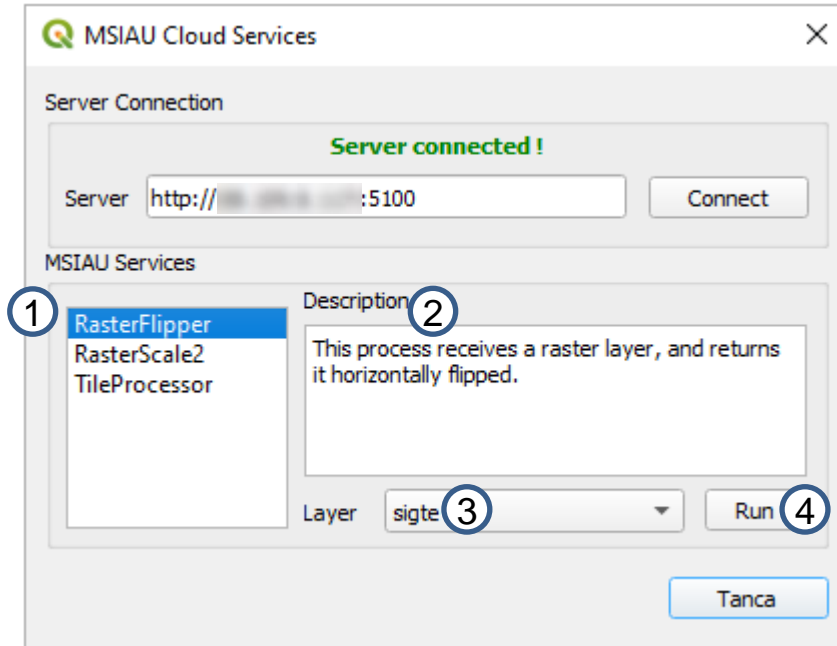 MSIAU Cloud Services
Server Connection
Server connected !
Server http:// :5100 Connect
MSIAU Services
1 Description 2
RasterFlipper
RasterScale2
TileProcessor
This process receives a raster layer, and returns
it horizontally flipped.
Layer sigte 3 Run 4
Tanca